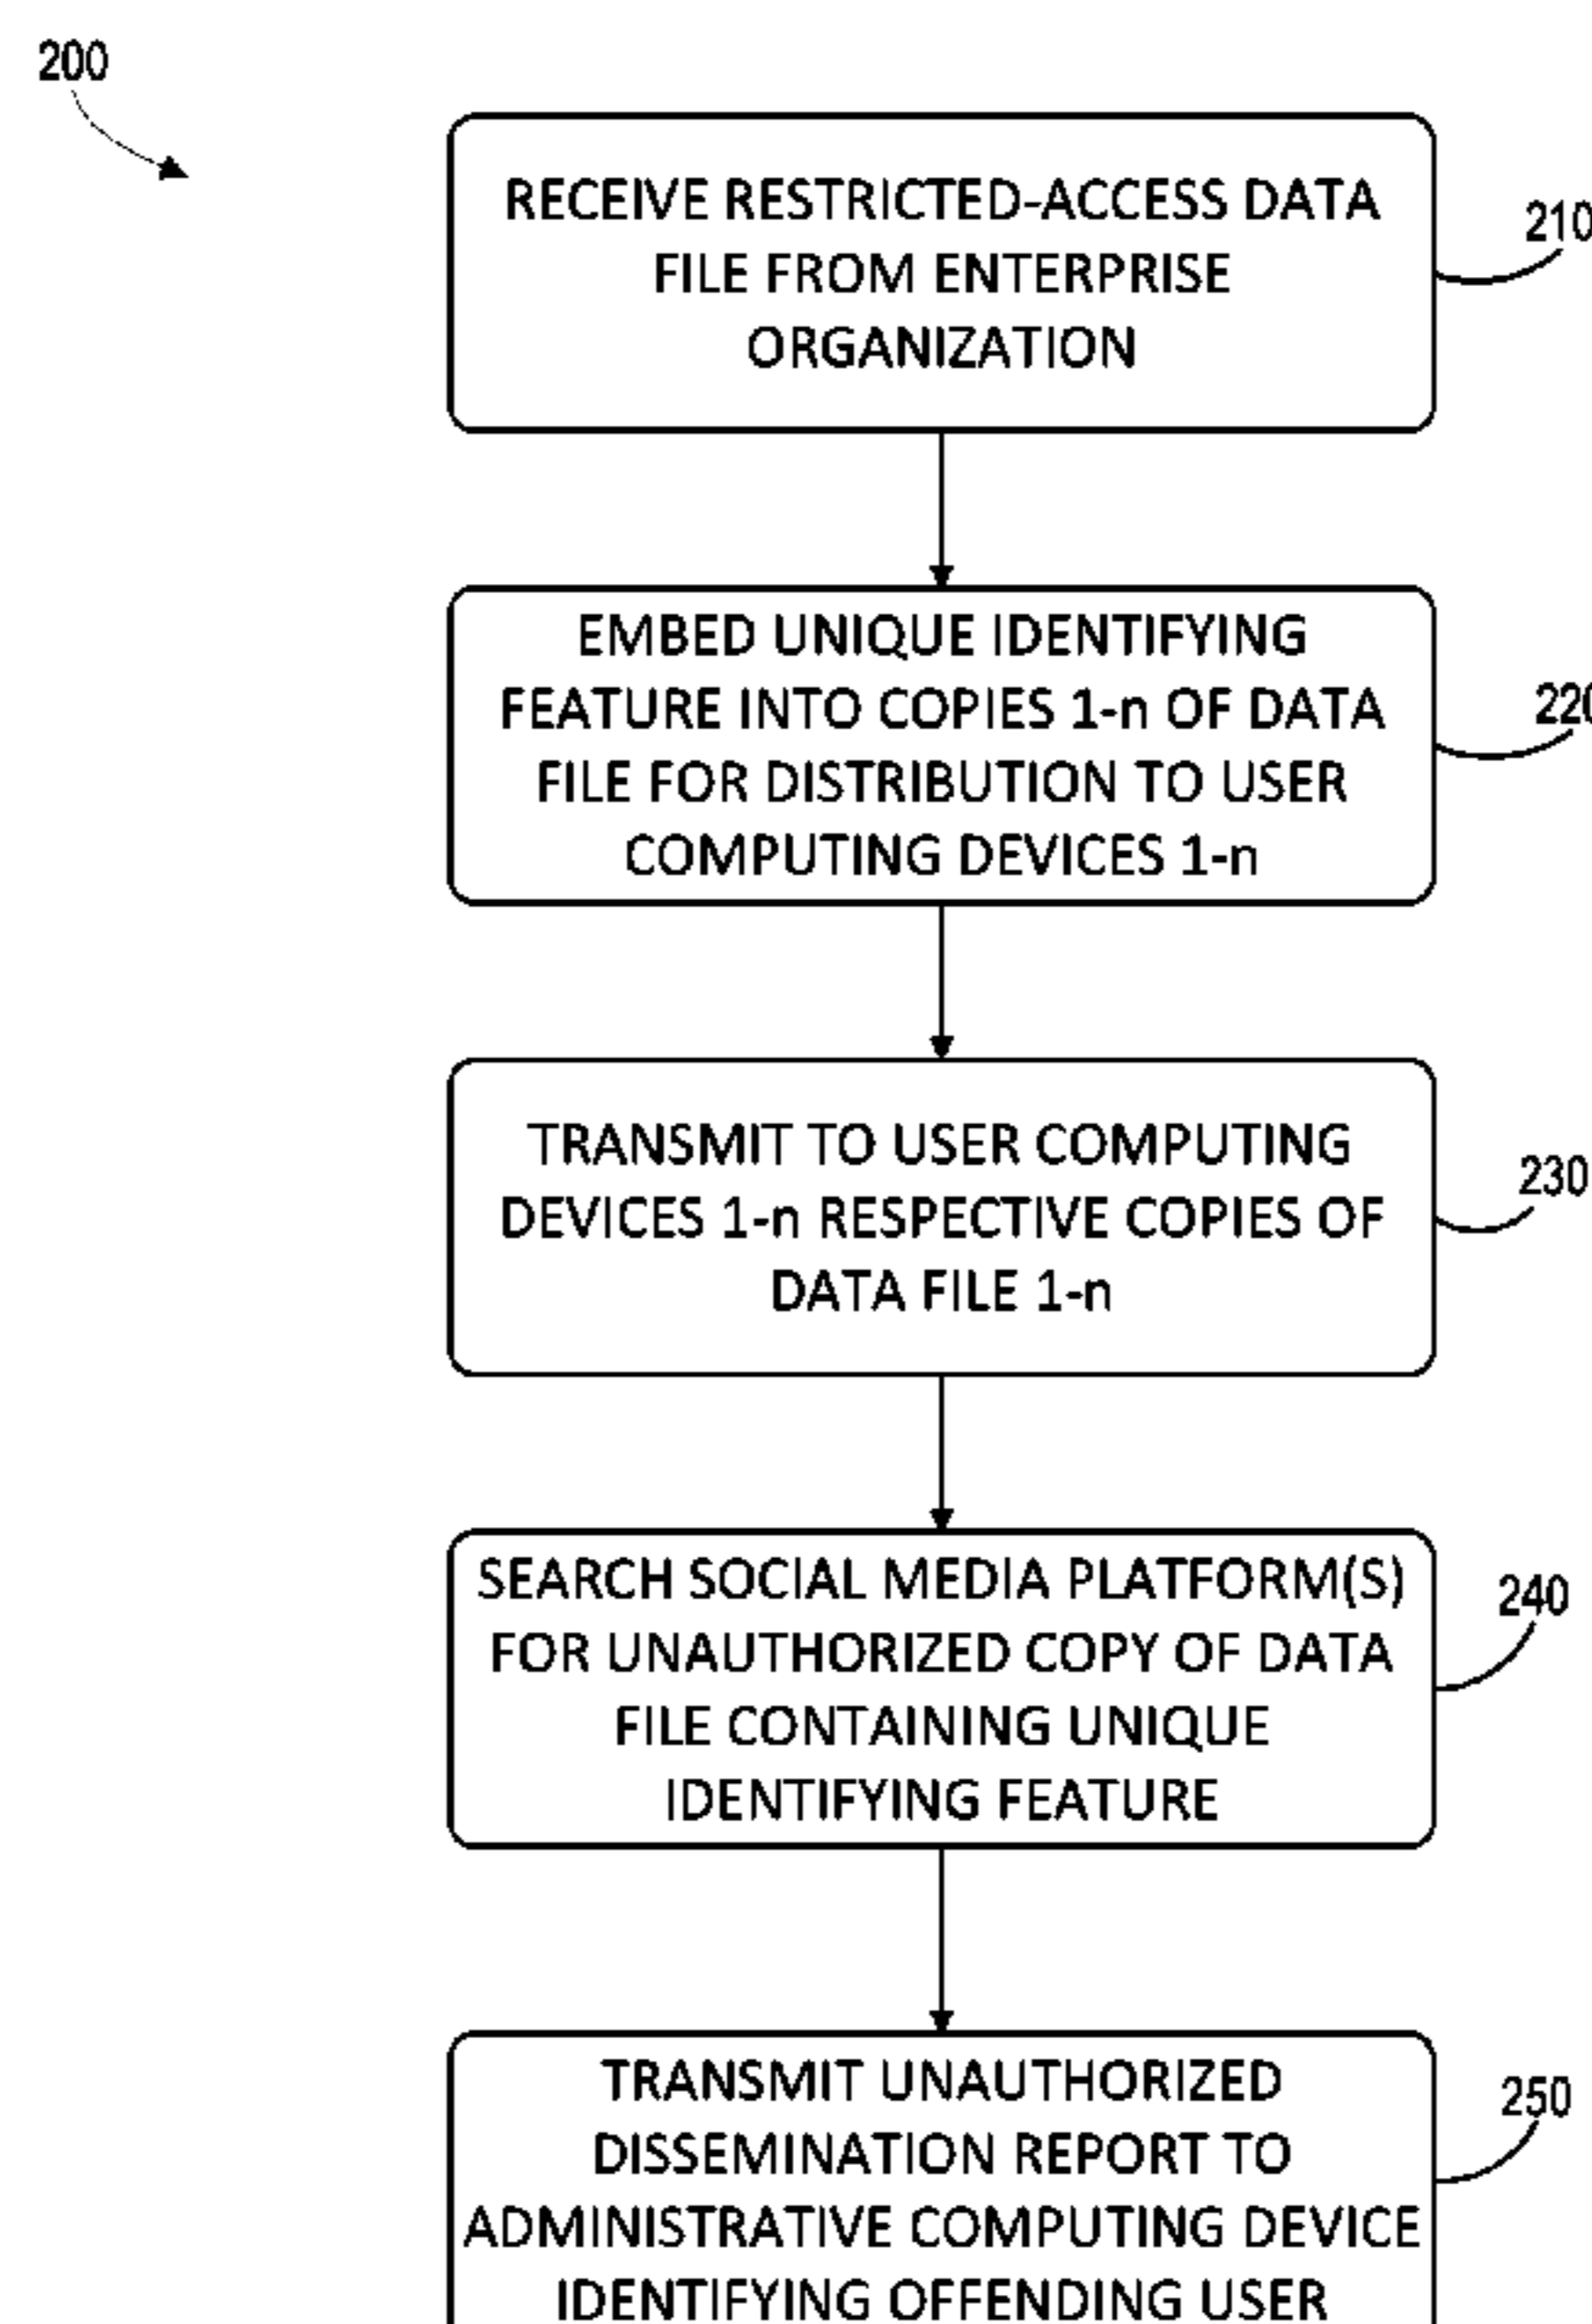 200
RECEIVE RESTRICTED-ACCESS DATA
FILE FROM ENTERPRISE
ORGANIZATION
210
EMBED UNIQUE IDENTIFYING
FEATURE INTO COPIES 1-n OF DATA
FILE FOR DISTRIBUTION TO USER
COMPUTING DEVICES 1-n
220
TRANSMIT TO USER COMPUTING
DEVICES 1-n RESPECTIVE COPIES OF
DATA FILE 1-n
230
SEARCH SOCIAL MEDIA PLATFORM(S)
FOR UNAUTHORIZED COPY OF DATA
FILE CONTAINING UNIQUE
IDENTIFYING FEATURE
240
TRANSMIT UNAUTHORIZED
DISSEMINATION REPORT TO
ADMINISTRATIVE COMPUTING DEVICE
IDENTIFYING OFFENDING USER
250